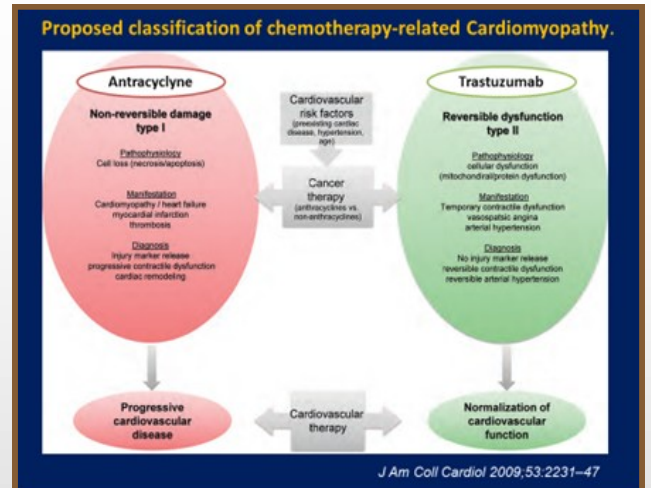 Proposed classification of chemotherapy-related Cardiomyopathy.
Antracyclyne
Non-reversible damage
type I
Pathophysiology
Cell loss (necrosis/apoptosis)
Manifestation
Cardiomyopathy / heart failure
myocardial infarction
thrombosis
Diagnosis
Injury marker release
progressive contractile dysfunction
cardiac remodeling
Progressive
cardiovascular
disease
Cardiovascular
risk factors
(preexisting cardiac
disease, hypertension,
age)
Cancer
therapy
(anthracyclines vs.
non-anthracyclines)
Cardiovascular
therapy
Trastuzumab
Reversible dysfunction
type II
Pathophysiology
cellular dysfunction
(mitochondrial/protein dysfunction)
Manifestation
Temporary contractile dysfunction
vasospatsic angina
arterial hypertension
Diagnosis
No injury marker release
reversible contractile dysfunction
reversible arterial hypertension
Normalization of
cardiovascular
function
J Am Coll Cardiol 2009;53:2231–47